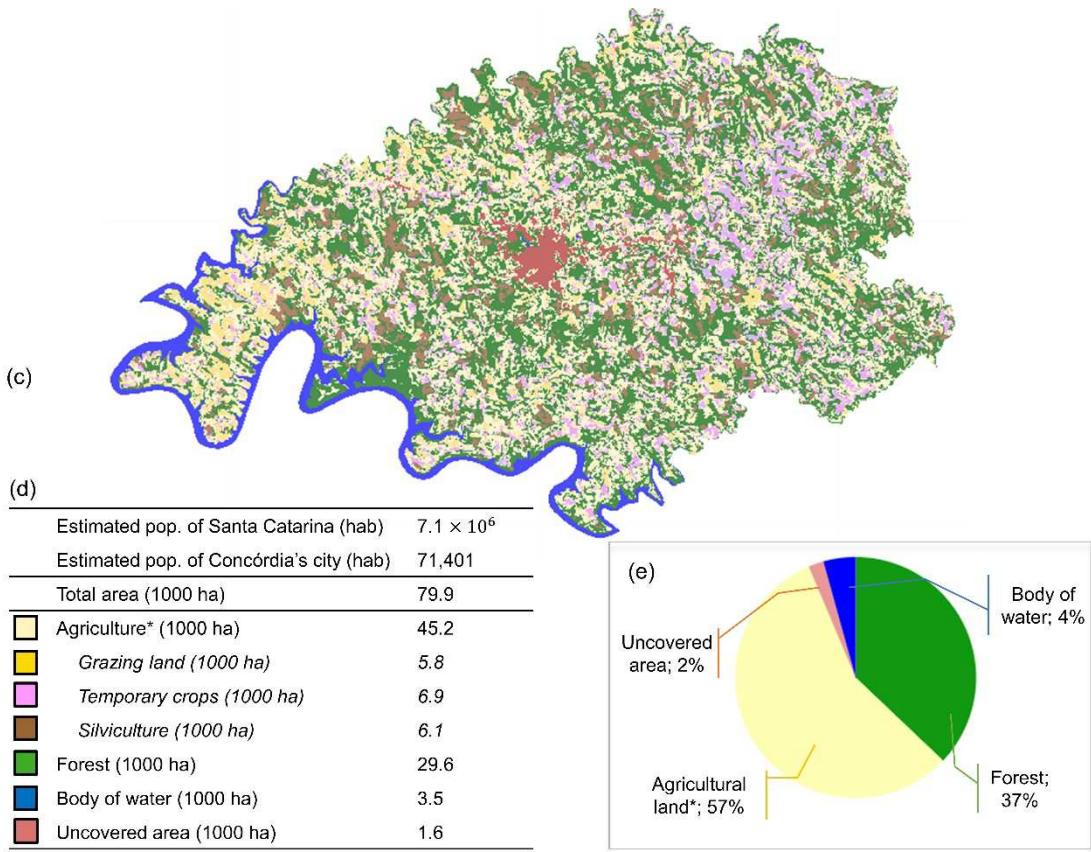 (c)
(d)
Estimated pop. of Santa Catarina (hab) 7.1 × 10⁶
Estimated pop. of Concórdia's city (hab) 71,401
Total area (1000 ha) 79.9
Agriculture* (1000 ha) 45.2
Grazing land (1000 ha) 5.8
Temporary crops (1000 ha) 6.9
Silviculture (1000 ha) 6.1
Forest (1000 ha) 29.6
Body of water (1000 ha) 3.5
Uncovered area (1000 ha) 1.6
(e)
Body of
water; 4%
Uncovered
area; 2%
Agricultural
land*; 57%
Forest;
37%